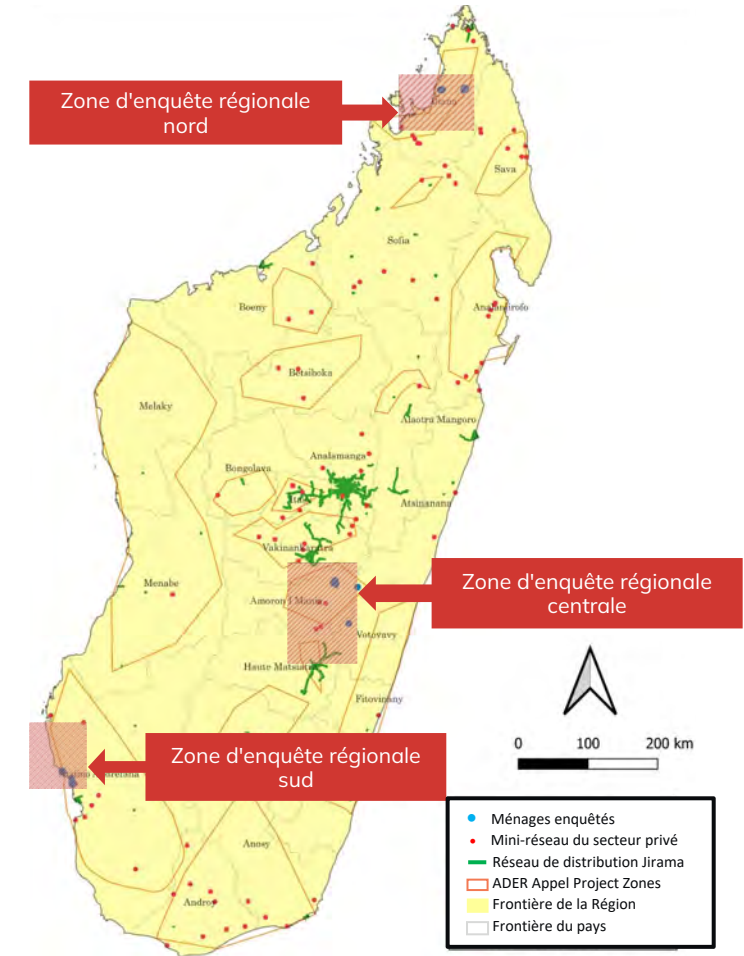 Zone d'enquête régionale
nord
Sava
Sofia
Boeny
Analanjirofo
Betsiboka
Melaky
Alaotra Mangoro
Analamanga
Bongolava
Itasy
Atsinanana
Vakinankaratra
Zone d'enquête régionale
centrale
Menabe
Amoron'i Mania
Vatovavy
Haute Matsiatra
Fitovinany
Zone d'enquête régionale
sud
0 100 200 km
Anosy
Androy
Ménages enquêtés
Mini-réseau du secteur privé
Réseau de distribution Jirama
ADER Appel Project Zones
Frontière de la Région
Frontière du pays